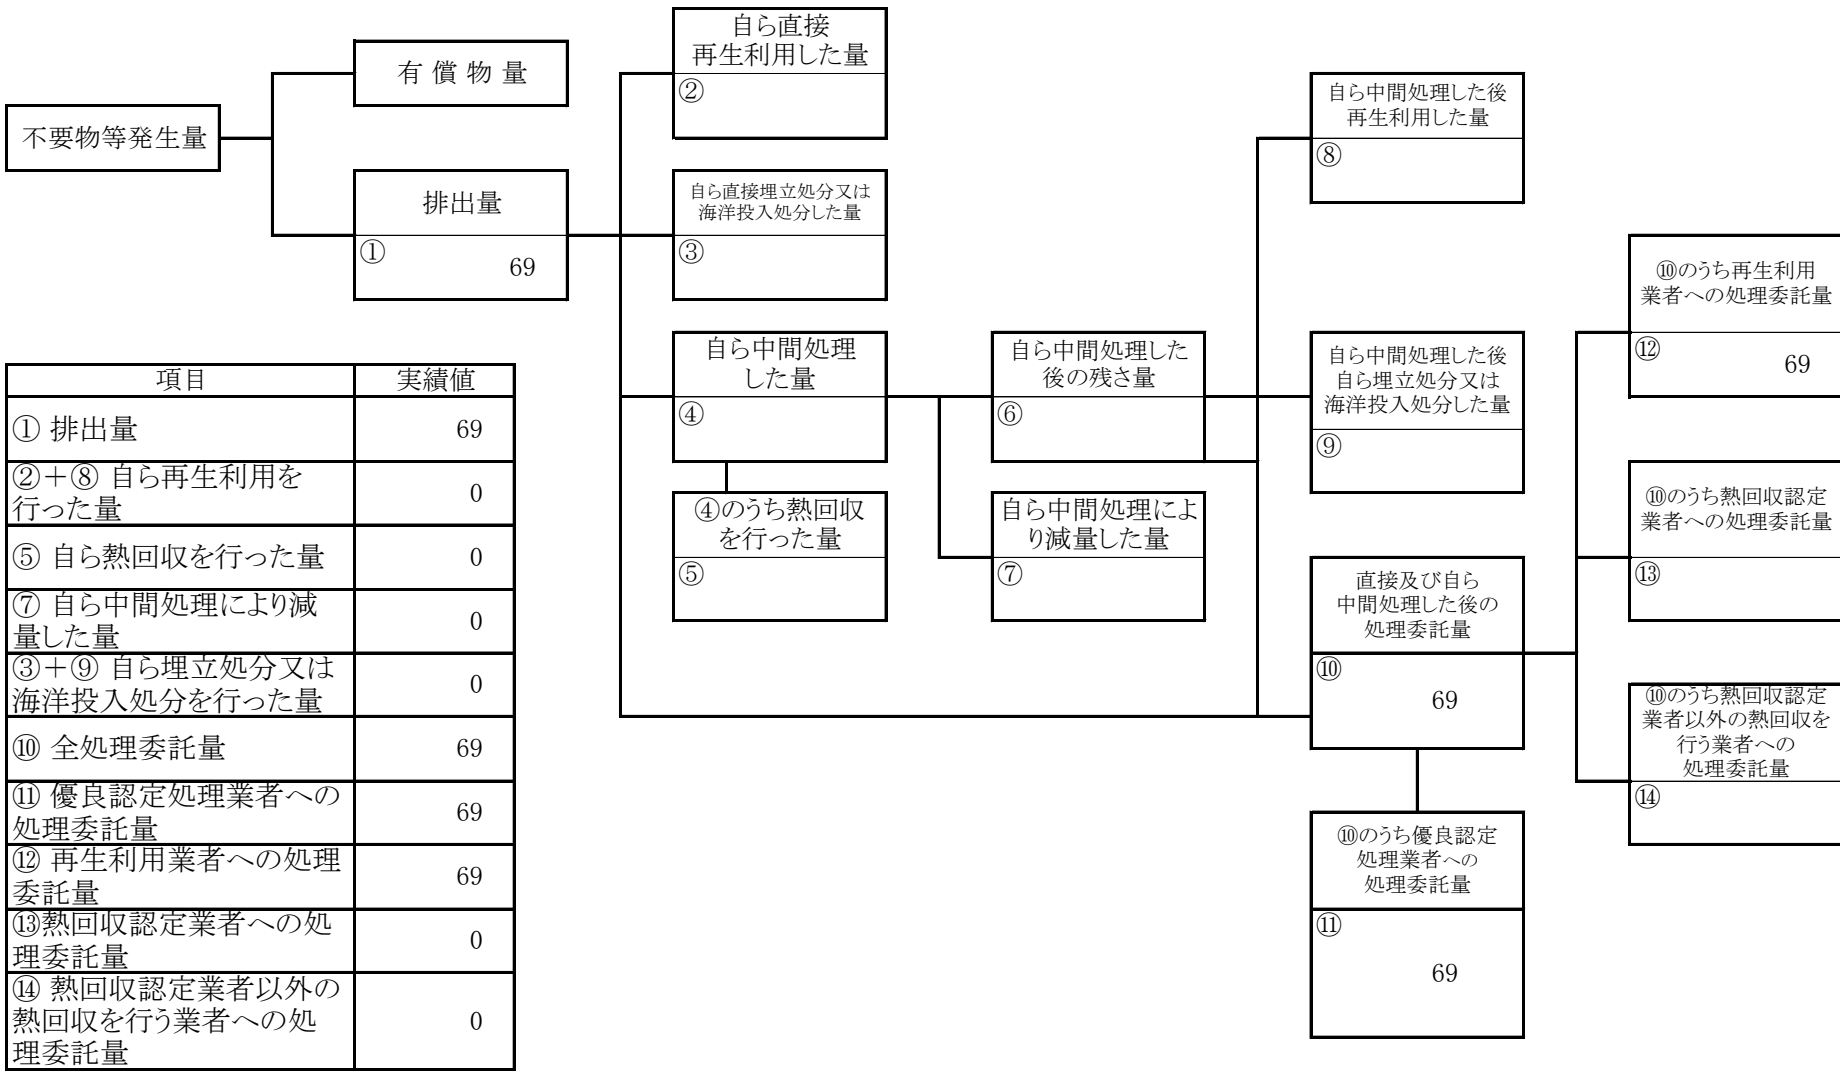 自ら直接
再生利用した量
②
有償物量
不要物等発生量
排出量
①
69
自ら直接埋立処分又は
海洋投入処分した量
③
自ら中間処理
した量
④
④のうち熱回収
を行った量
⑤
自ら中間処理した
後の残さ量
⑥
自ら中間処理によ
り減量した量
⑦
自ら中間処理した後
再生利用した量
⑧
自ら中間処理した後
自ら埋立処分又は
海洋投入処分した量
⑨
直接及び自ら
中間処理した後の
処理委託量
⑩
69
⑩のうち優良認定
処理業者への
処理委託量
⑪
69
⑩のうち再生利用
業者への処理委託量
⑫
69
⑩のうち熱回収認定
業者への処理委託量
⑬
⑩のうち熱回収認定
業者以外の熱回収を
行う業者への
処理委託量
⑭
項目 実績値
① 排出量 69
②＋⑧ 自ら再生利用を
行った量 0
⑤ 自ら熱回収を行った量 0
⑦ 自ら中間処理により減
量した量 0
③＋⑨ 自ら埋立処分又は
海洋投入処分を行った量 0
⑩ 全処理委託量 69
⑪ 優良認定処理業者への
処理委託量 69
⑫ 再生利用業者への処理
委託量 69
⑬熱回収認定業者への処
理委託量 0
⑭ 熱回収認定業者以外の
熱回収を行う業者への処
理委託量 0